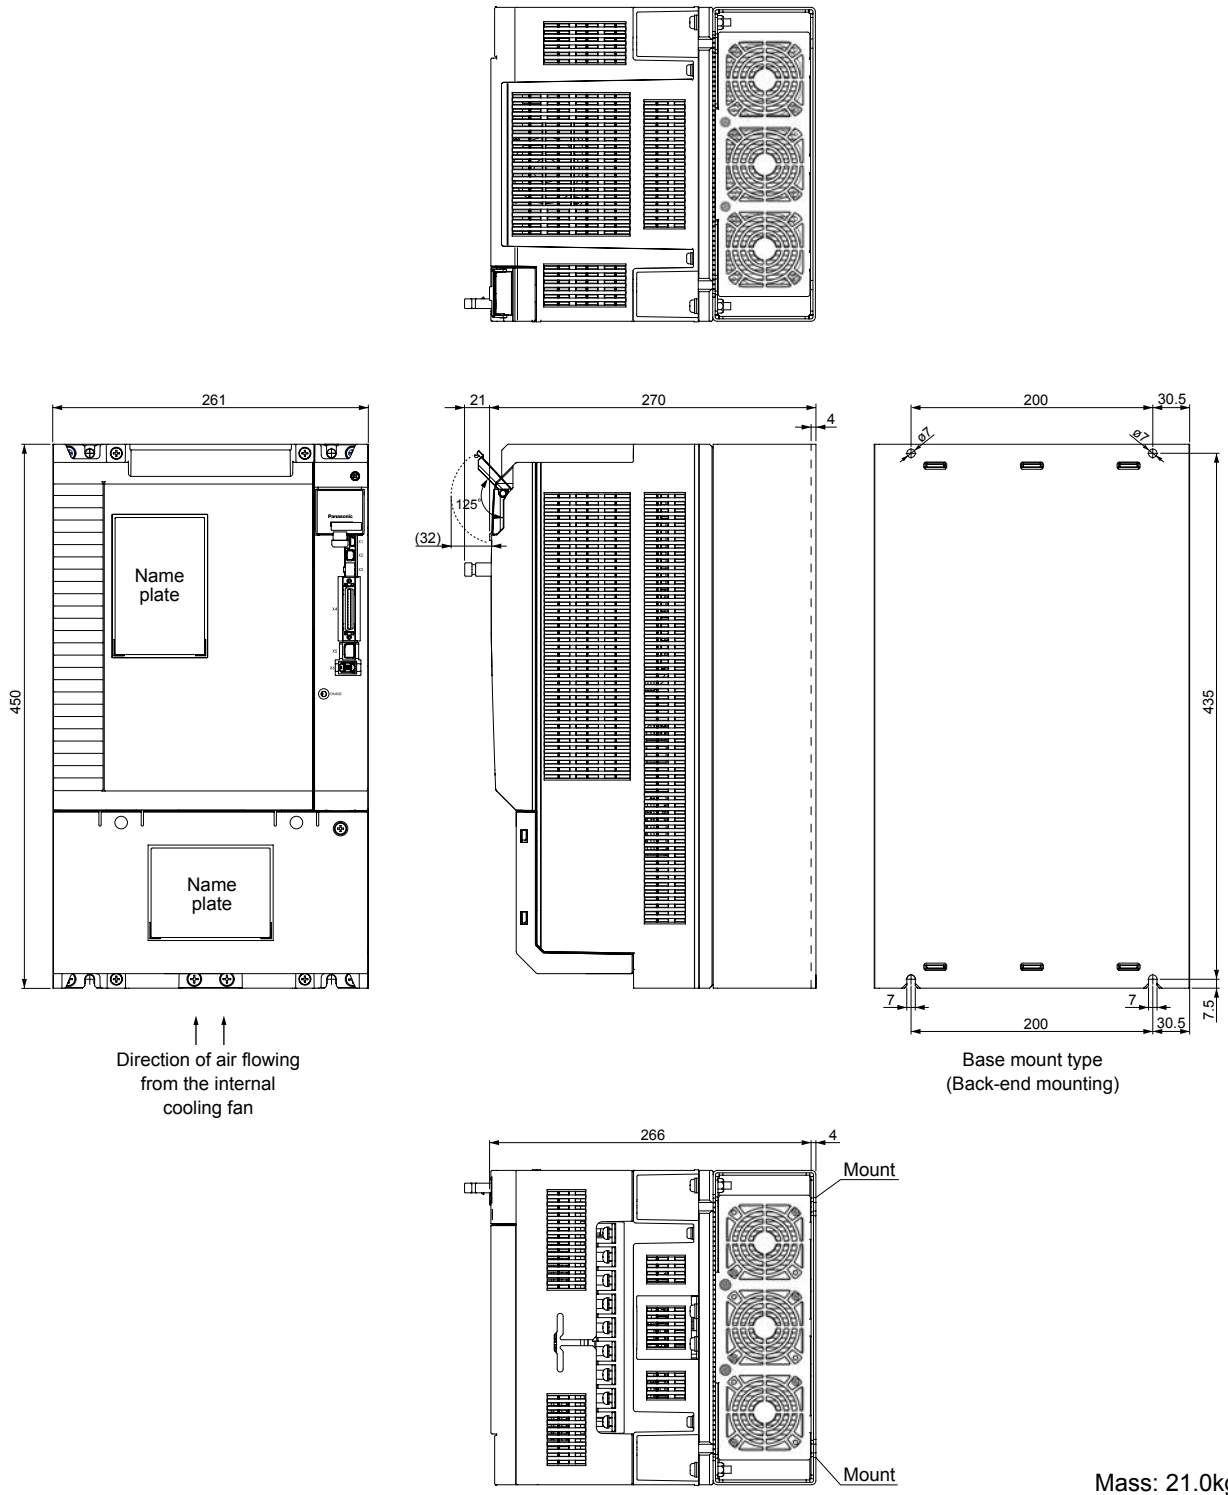 261
21
270
4
200
30.5
ø7
ø7
125°
(32)
Panasonic
Name
plate
X4
450
435
Name
plate
7
7
7.5
200
30.5
Direction of air flowing
from the internal
cooling fan
Base mount type
(Back-end mounting)
266
4
Mount
Mount
Mass: 21.0kg